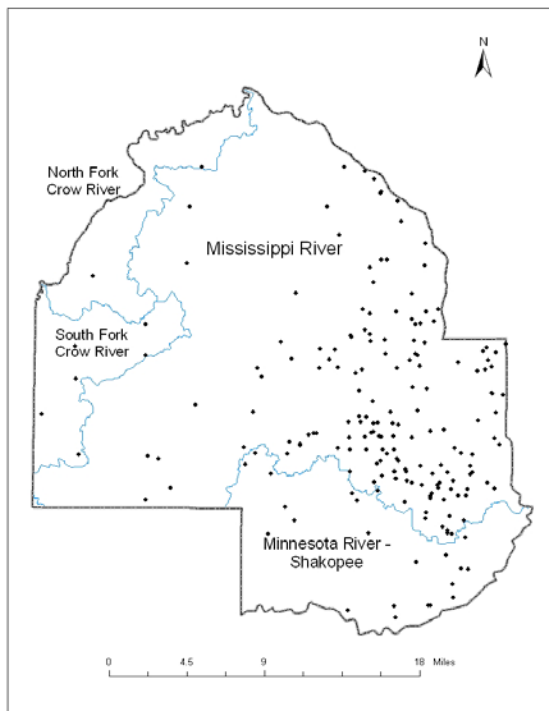 N
North Fork
Crow River
Mississippi River
South Fork
Crow River
Minnesota River -
Shakopee
0 4.5 9 18 Miles